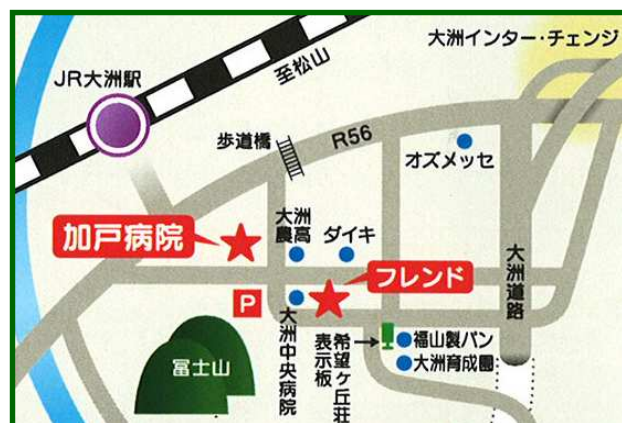 大洲インター・チェンジ
JR大洲駅
至松山
歩道橋
R56
オズメッセ
加戸病院
大洲
農高
ダイキ
フレンド
大洲道路
P
大洲中央病院
希望ヶ丘荘
表示板
福山製パン
大洲育成園
冨士山